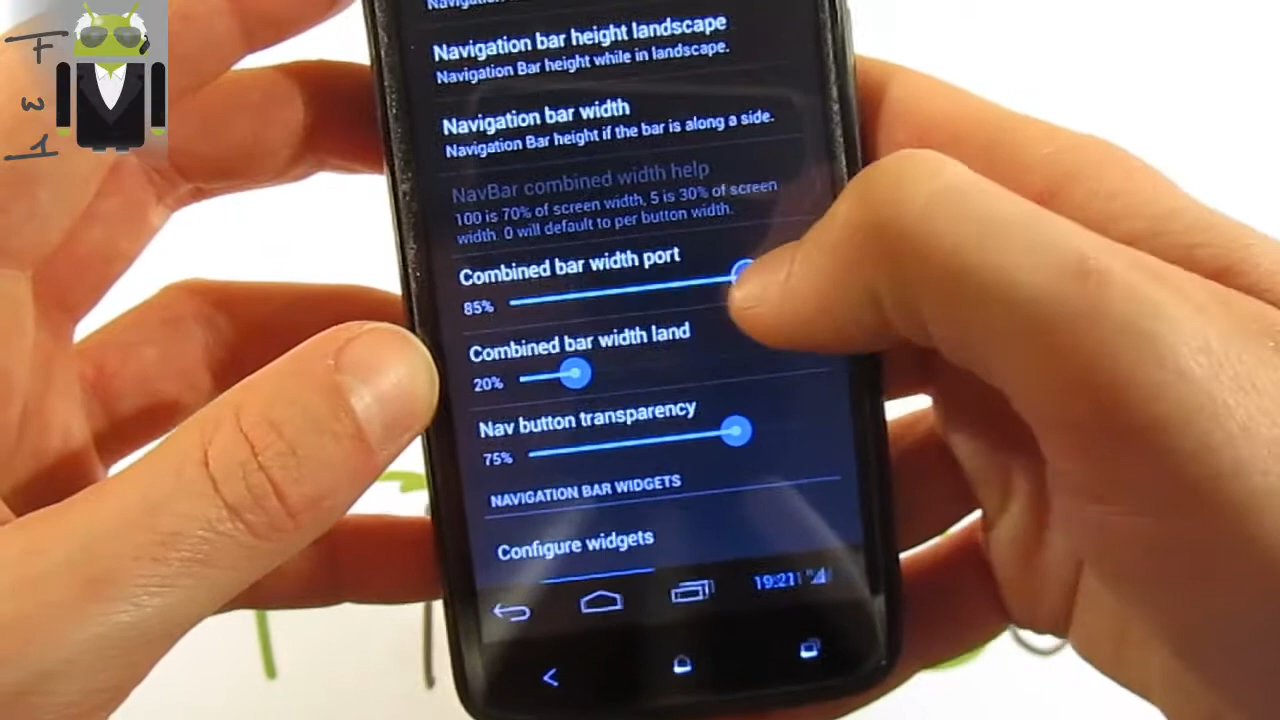 Navigation bar height landscape
Navigation Bar height while in landscape.
Navigation bar width
Navigation Bar height if the bar is along a side.
NavBar combined width help
100 is 70% of screen width, 5 is 30% of screen
width. 0 will default to per button width.
Combined bar width port
85%
Combined bar width land
20%
Nav button transparency
75%
NAVIGATION BAR WIDGETS
Configure widgets
19:21